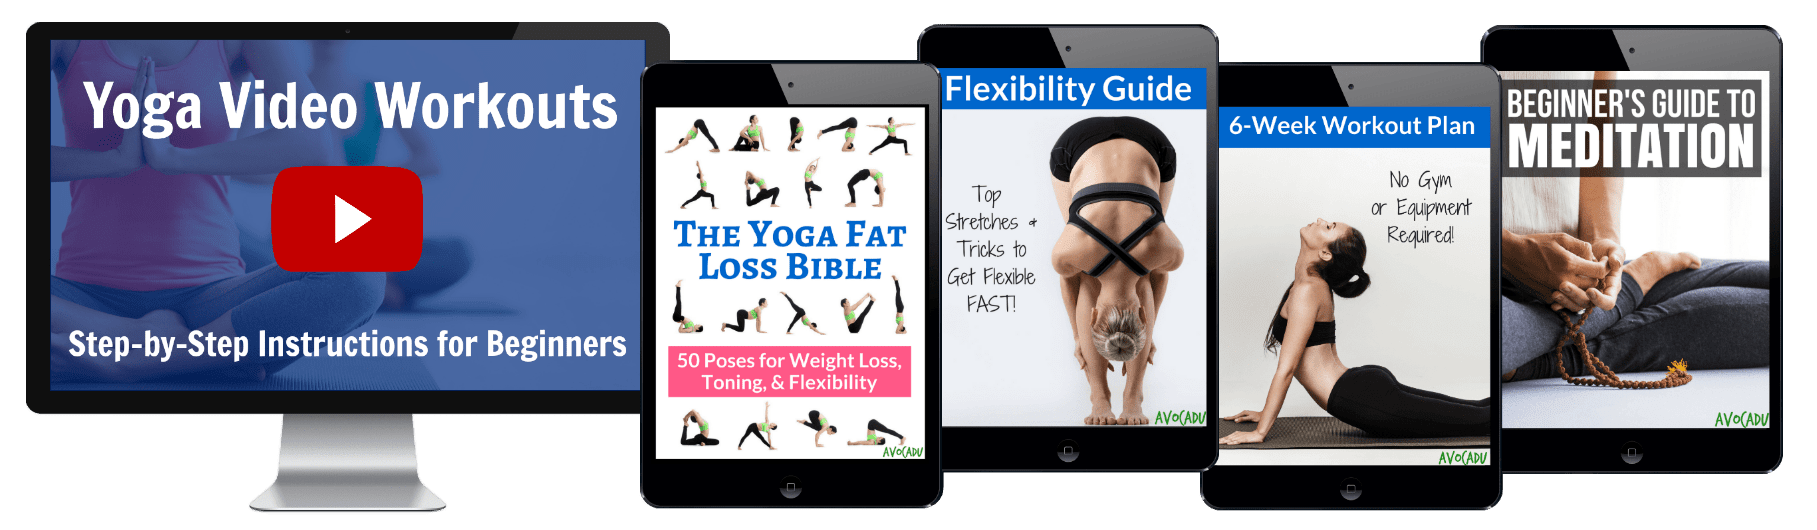 Yoga Video Workouts
Step-by-Step Instructions for Beginners
THE YOGA FAT
LOSS BIBLE
50 Poses for Weight Loss,
Toning, & Flexibility
AVOCADU
Flexibility Guide
Top
Stretches &
Tricks to
Get Flexible
FAST!
AVOCADU
6-Week Workout Plan
No Gym
or Equipment
Required!
AVOCADU
BEGINNER'S GUIDE TO
MEDITATION
AVOCADU